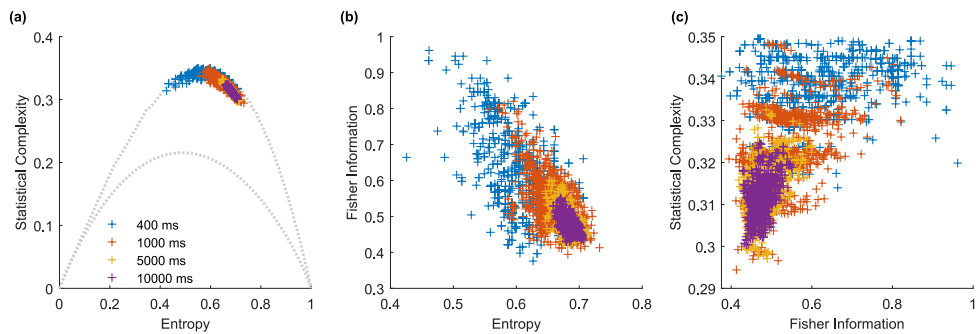 (a)
0.4
0.3
0.2
0.1
0
Statistical Complexity
400 ms
1000 ms
5000 ms
10000 ms
0 0.2 0.4 0.6 0.8 1
Entropy
(b)
1
0.9
0.8
0.7
0.6
0.5
0.4
0.3
Fisher Information
0.4 0.5 0.6 0.7 0.8
Entropy
(c)
0.35
0.34
0.33
0.32
0.31
0.3
0.29
Statistical Complexity
0.4 0.6 0.8 1
Fisher Information